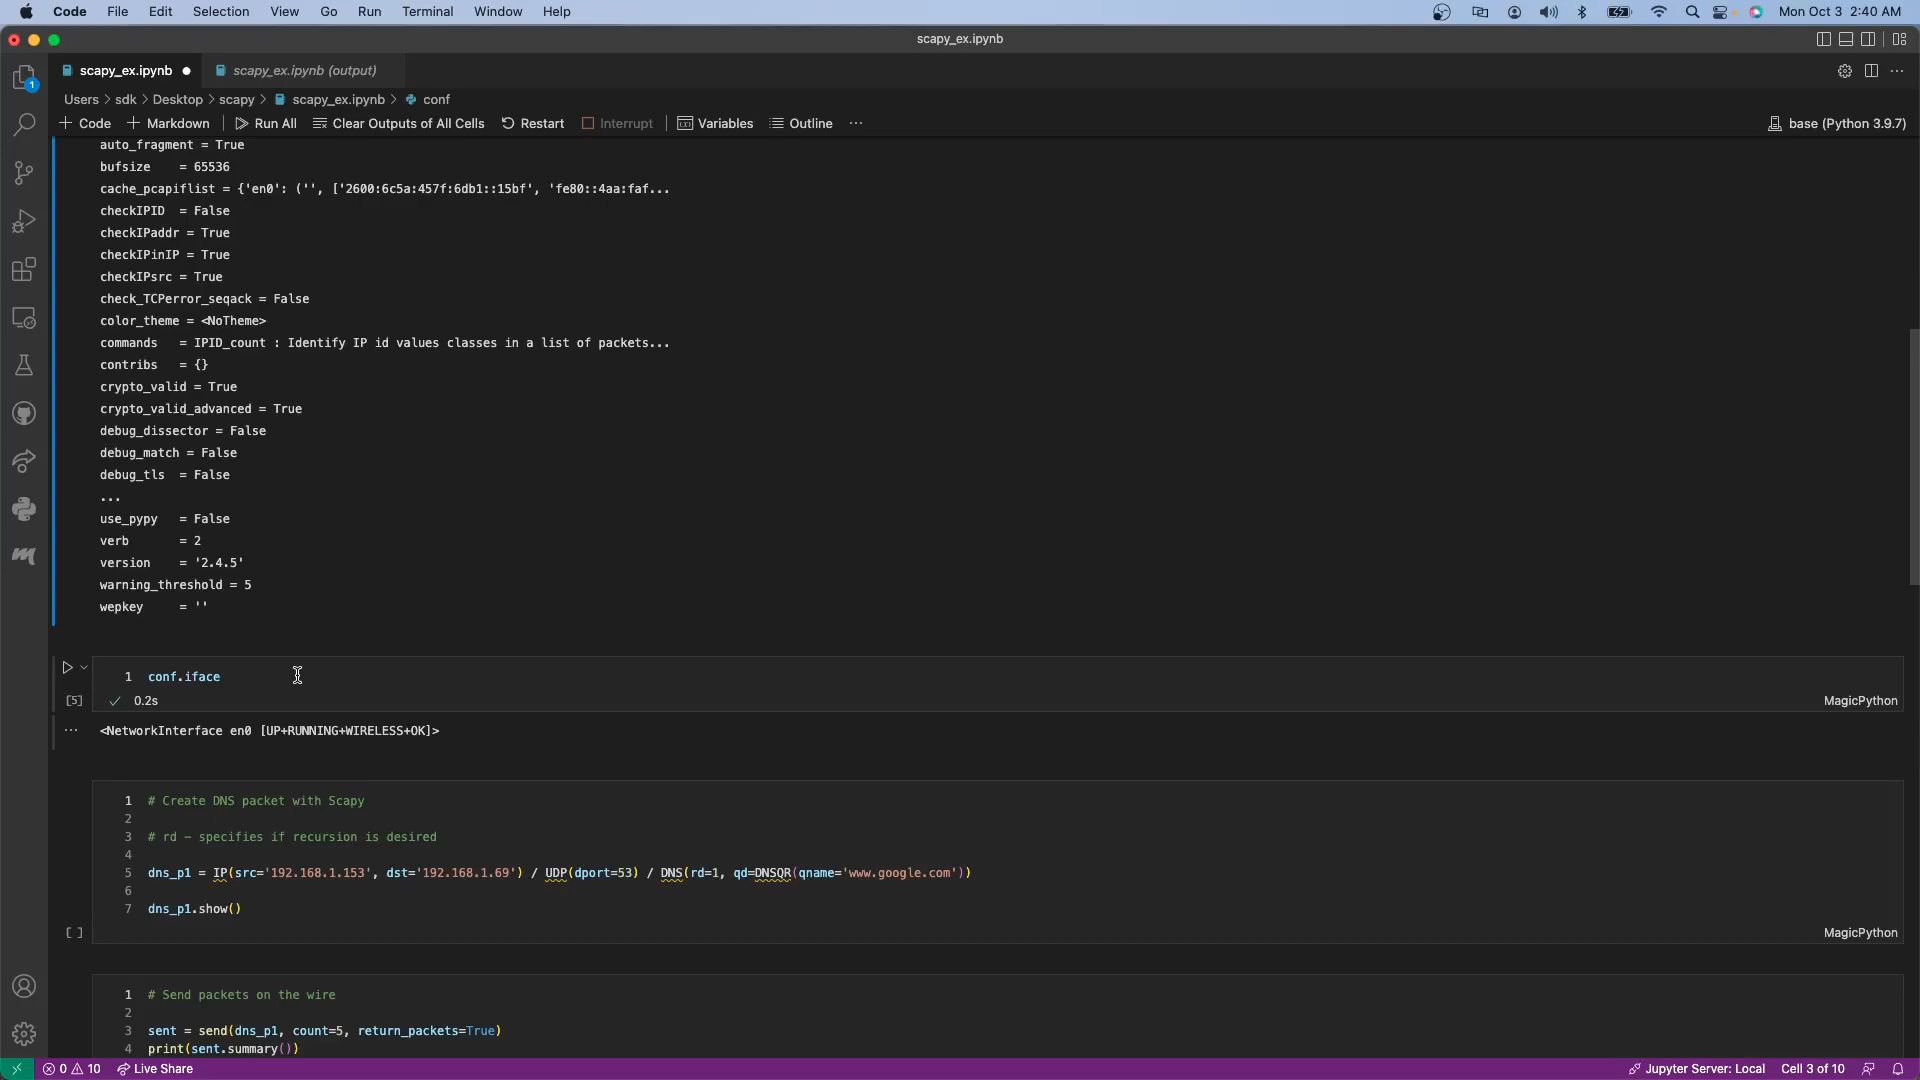 Code File Edit Selection View Go Run Terminal Window Help Mon Oct 3 2:40 AM
scapy_ex.ipynb
scapy_ex.ipynb scapy_ex.ipynb (output)
Users > sdk > Desktop > scapy > scapy_ex.ipynb > conf
Code Markdown Run All Clear Outputs of All Cells Restart Interrupt Variables Outline ... base (Python 3.9.7)
auto_fragment = True
bufsize = 65536
cache_pcapiflist = {'en0': ('', ['2600:6c5a:457f:6db1::15bf', 'fe80::4aa:faf...
checkIPID = False
checkIPaddr = True
checkIPinIP = True
checkIPsrc = True
check_TCPerror_seqack = False
color_theme = <NoTheme>
commands = IPID_count : Identify IP id values classes in a list of packets...
contribs = {}
crypto_valid = True
crypto_valid_advanced = True
debug_dissector = False
debug_match = False
debug_tls = False
...
use_pypy = False
verb = 2
version = '2.4.5'
warning_threshold = 5
wepkey = ''
1 conf.iface
[5] 0.2s MagicPython
... <NetworkInterface en0 [UP+RUNNING+WIRELESS+OK]>
1 # Create DNS packet with Scapy
2
3 # rd - specifies if recursion is desired
4
5 dns_p1 = IP(src='192.168.1.153', dst='192.168.1.69') / UDP(dport=53) / DNS(rd=1, qd=DNSQR(qname='www.google.com'))
6
7 dns_p1.show()
[ ] MagicPython
1 # Send packets on the wire
2
3 sent = send(dns_p1, count=5, return_packets=True)
4 print(sent.summary())
0 10 Live Share Jupyter Server: Local Cell 3 of 10